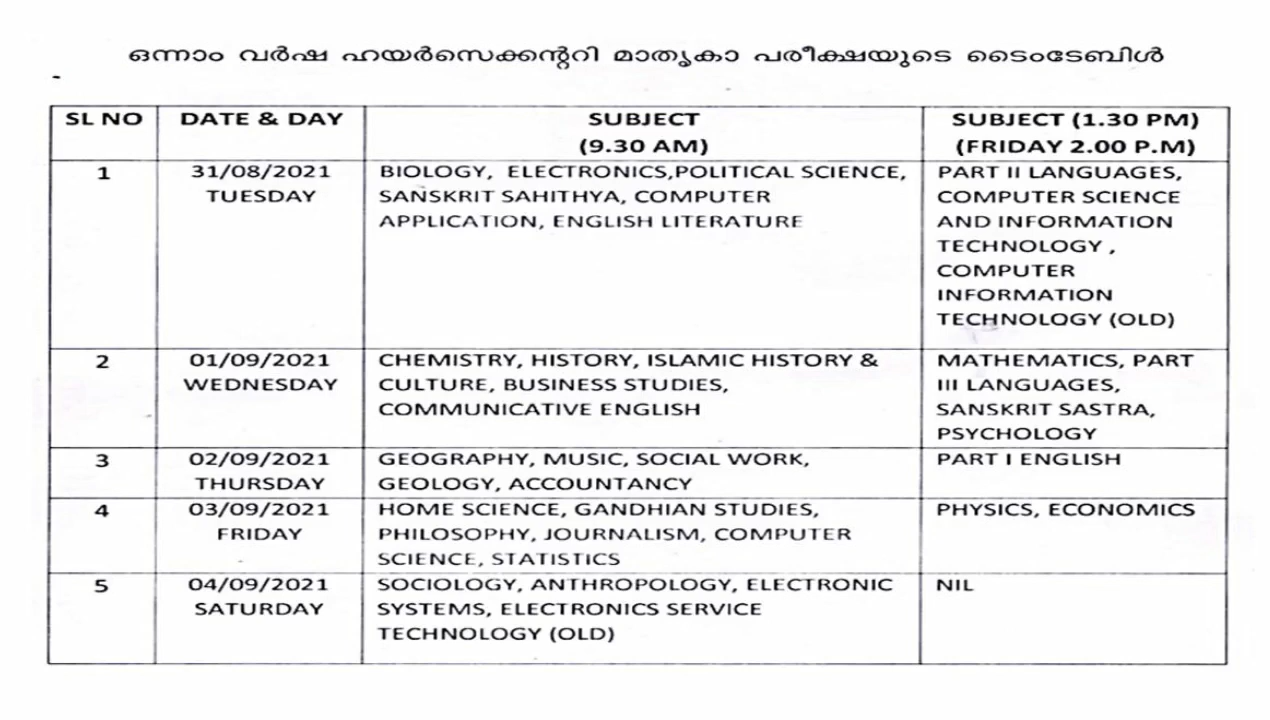 ഒന്നാം വർഷ ഹയർസെക്കന്ററി മാതൃകാ പരീക്ഷയുടെ ടൈംടേബിൾ
SL NO DATE & DAY SUBJECT SUBJECT (1.30 PM)
(9.30 AM) (FRIDAY 2.00 P.M)
1 31/08/2021 BIOLOGY, ELECTRONICS,POLITICAL SCIENCE, PART II LANGUAGES,
TUESDAY SANSKRIT SAHITHYA, COMPUTER COMPUTER SCIENCE
APPLICATION, ENGLISH LITERATURE AND INFORMATION
TECHNOLOGY ,
COMPUTER
INFORMATION
TECHNOLOGY (OLD)
2 01/09/2021 CHEMISTRY, HISTORY, ISLAMIC HISTORY & MATHEMATICS, PART
WEDNESDAY CULTURE, BUSINESS STUDIES, III LANGUAGES,
COMMUNICATIVE ENGLISH SANSKRIT SASTRA,
PSYCHOLOGY
3 02/09/2021 GEOGRAPHY, MUSIC, SOCIAL WORK, PART I ENGLISH
THURSDAY GEOLOGY, ACCOUNTANCY
4 03/09/2021 HOME SCIENCE, GANDHIAN STUDIES, PHYSICS, ECONOMICS
FRIDAY PHILOSOPHY, JOURNALISM, COMPUTER
SCIENCE, STATISTICS
5 04/09/2021 SOCIOLOGY, ANTHROPOLOGY, ELECTRONIC NIL
SATURDAY SYSTEMS, ELECTRONICS SERVICE
TECHNOLOGY (OLD)